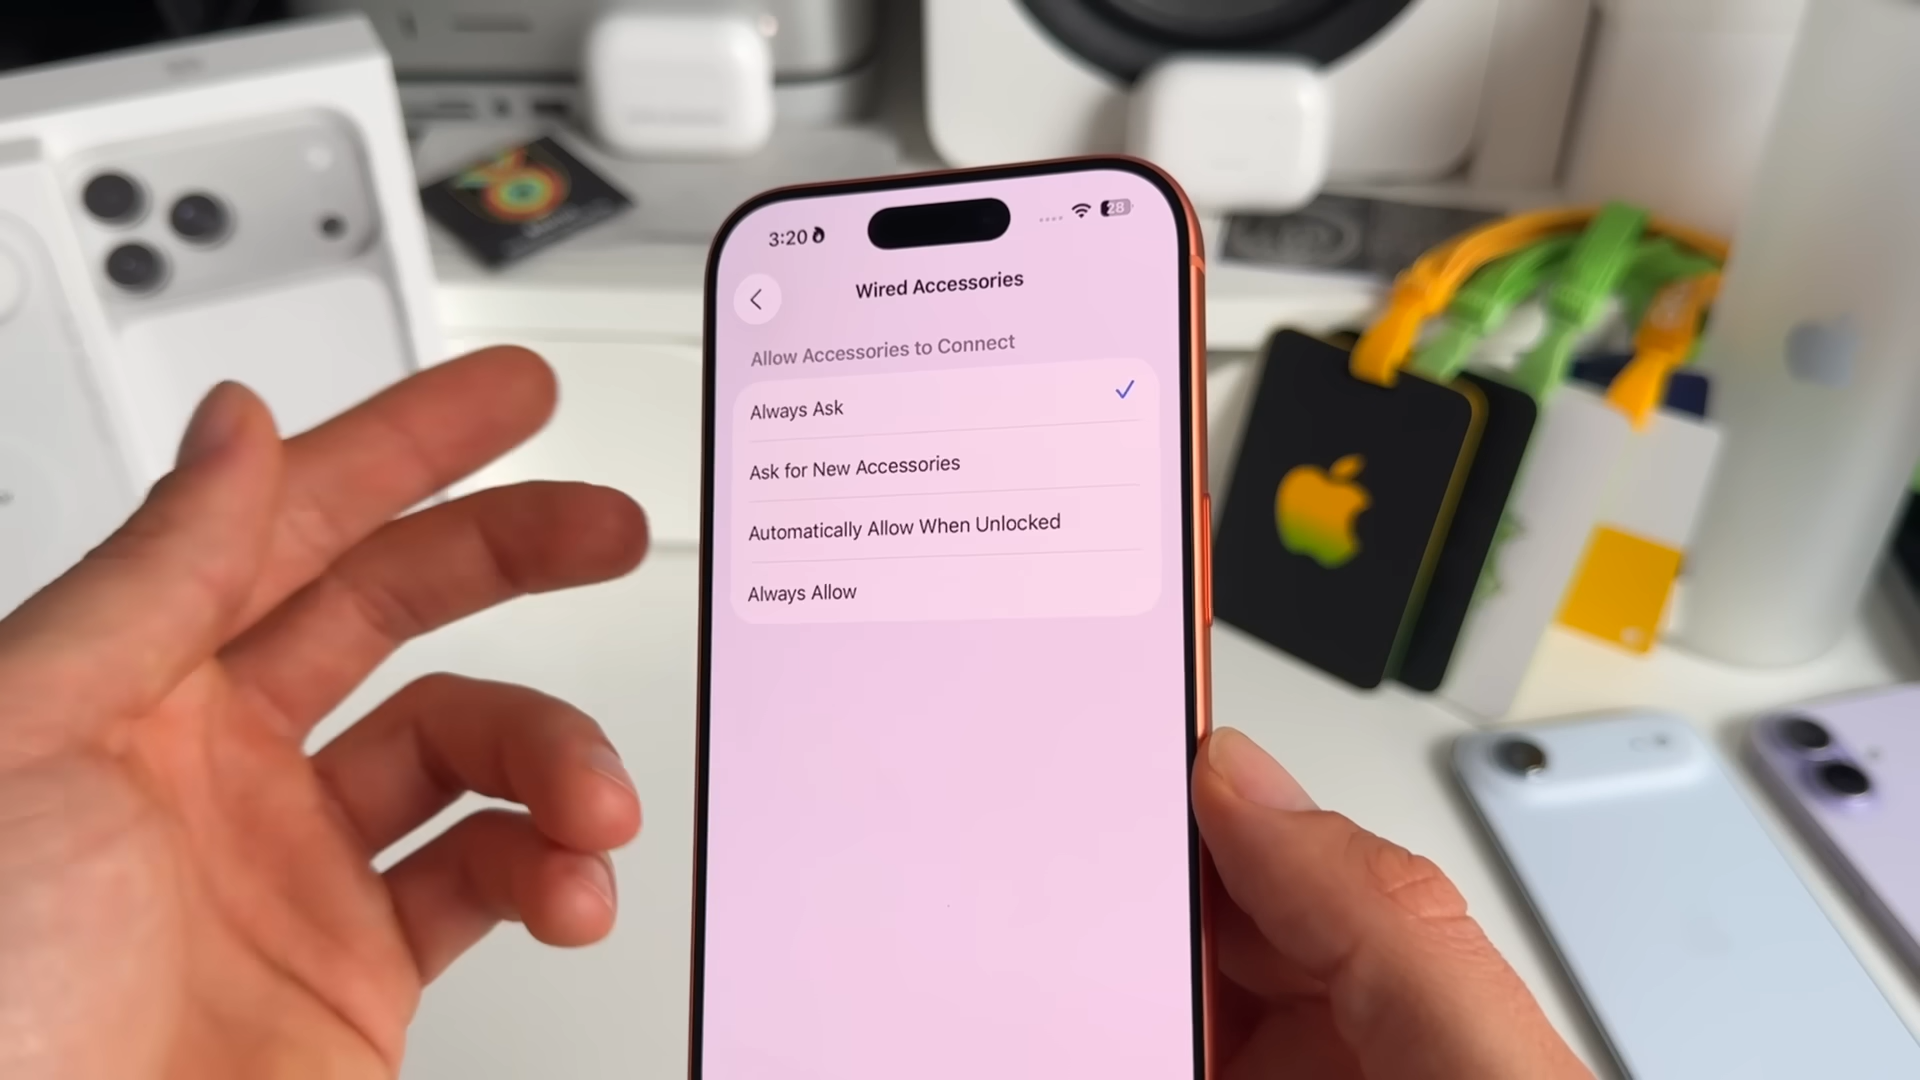 3:20
28
Wired Accessories
Allow Accessories to Connect
Always Ask
Ask for New Accessories
Automatically Allow When Unlocked
Always Allow